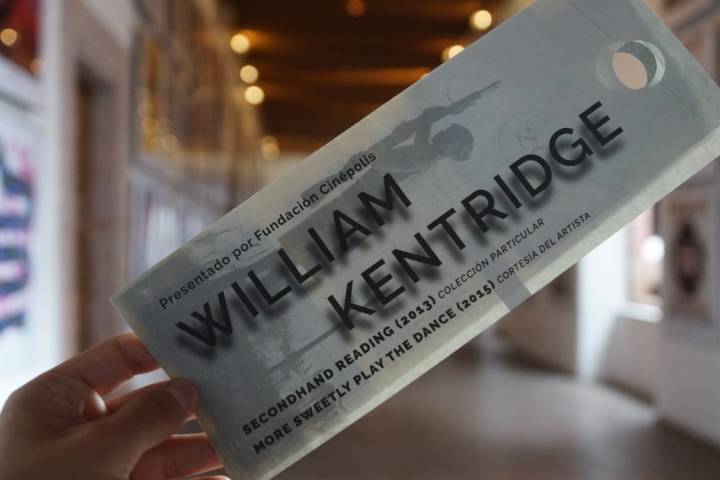 Presentado por Fundación Cinépolis
WILLIAM
KENTRIDGE
SECONDHAND READING (2013) COLECCIÓN PARTICULAR
MORE SWEETLY PLAY THE DANCE (2015) CORTESÍA DEL ARTISTA